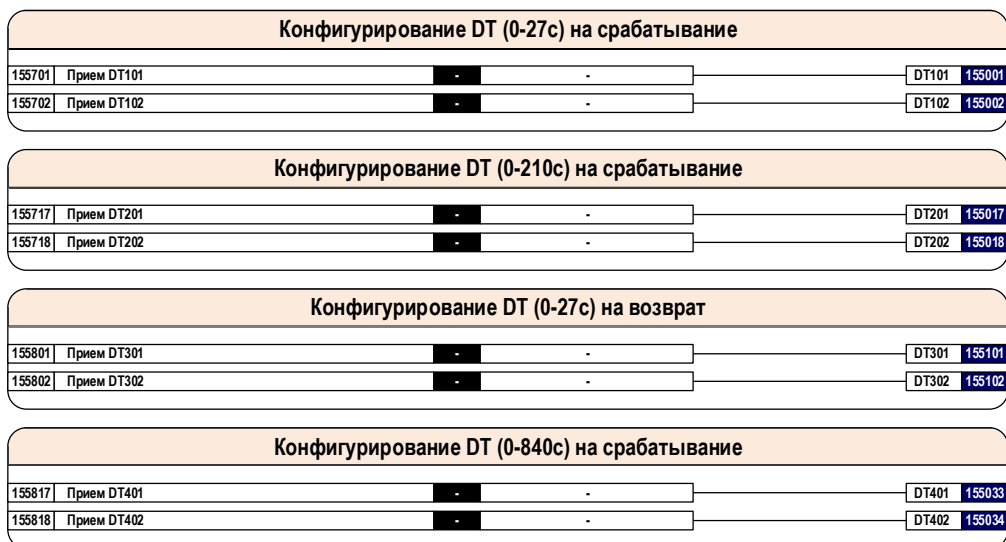 Конфигурирование DT (0-27с) на срабатывание
155701 Прием DT101 - - DT101 155001
155702 Прием DT102 - - DT102 155002
Конфигурирование DT (0-210с) на срабатывание
155717 Прием DT201 - - DT201 155017
155718 Прием DT202 - - DT202 155018
Конфигурирование DT (0-27с) на возврат
155801 Прием DT301 - - DT301 155101
155802 Прием DT302 - - DT302 155102
Конфигурирование DT (0-840с) на срабатывание
155817 Прием DT401 - - DT401 155033
155818 Прием DT402 - - DT402 155034